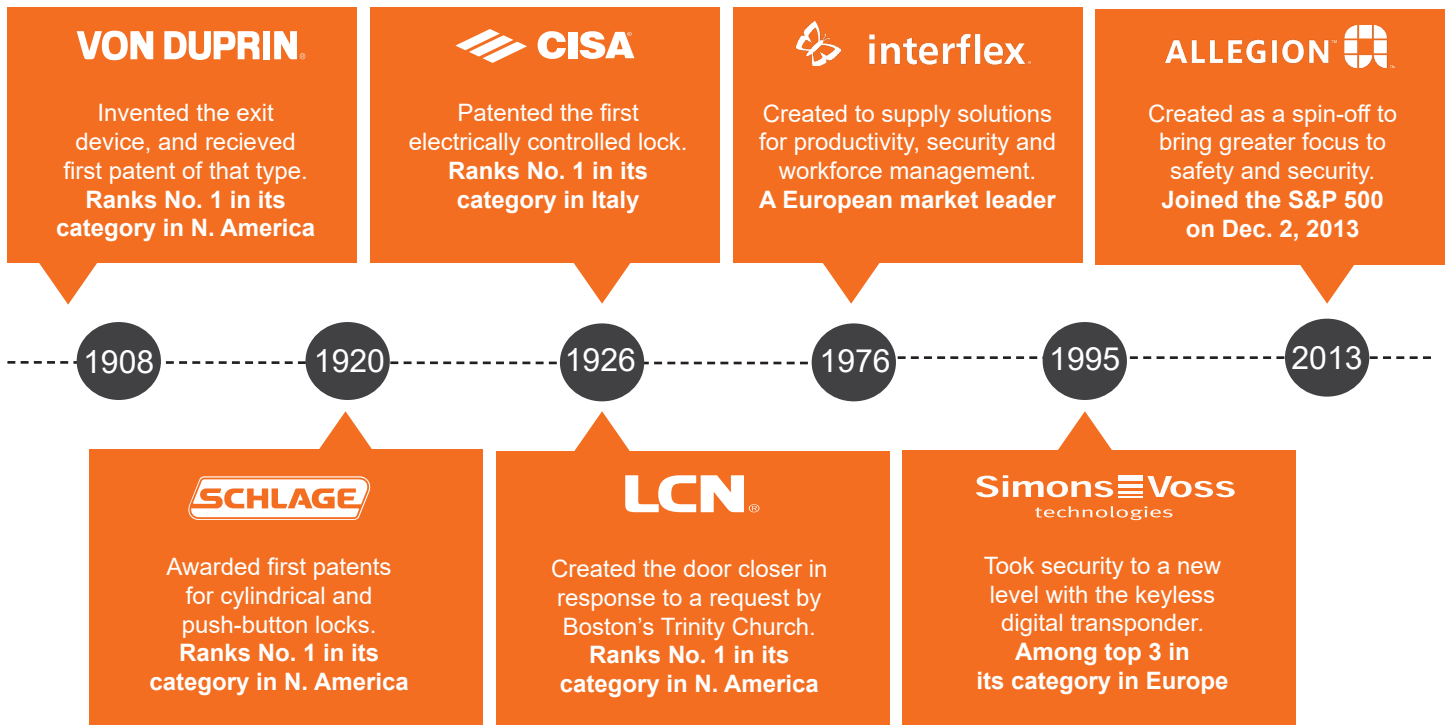 VON DUPRIN®
Invented the exit
device, and recieved
first patent of that type.
Ranks No. 1 in its
category in N. America
CISA®
Patented the first
electrically controlled lock.
Ranks No. 1 in its
category in Italy
interflex
Created to supply solutions
for productivity, security and
workforce management.
A European market leader
ALLEGION™
Created as a spin-off to
bring greater focus to
safety and security.
Joined the S&P 500
on Dec. 2, 2013
1908
1920
1926
1976
1995
2013
SCHLAGE
Awarded first patents
for cylindrical and
push-button locks.
Ranks No. 1 in its
category in N. America
LCN®
Created the door closer in
response to a request by
Boston's Trinity Church.
Ranks No. 1 in its
category in N. America
Simons Voss
technologies
Took security to a new
level with the keyless
digital transponder.
Among top 3 in
its category in Europe